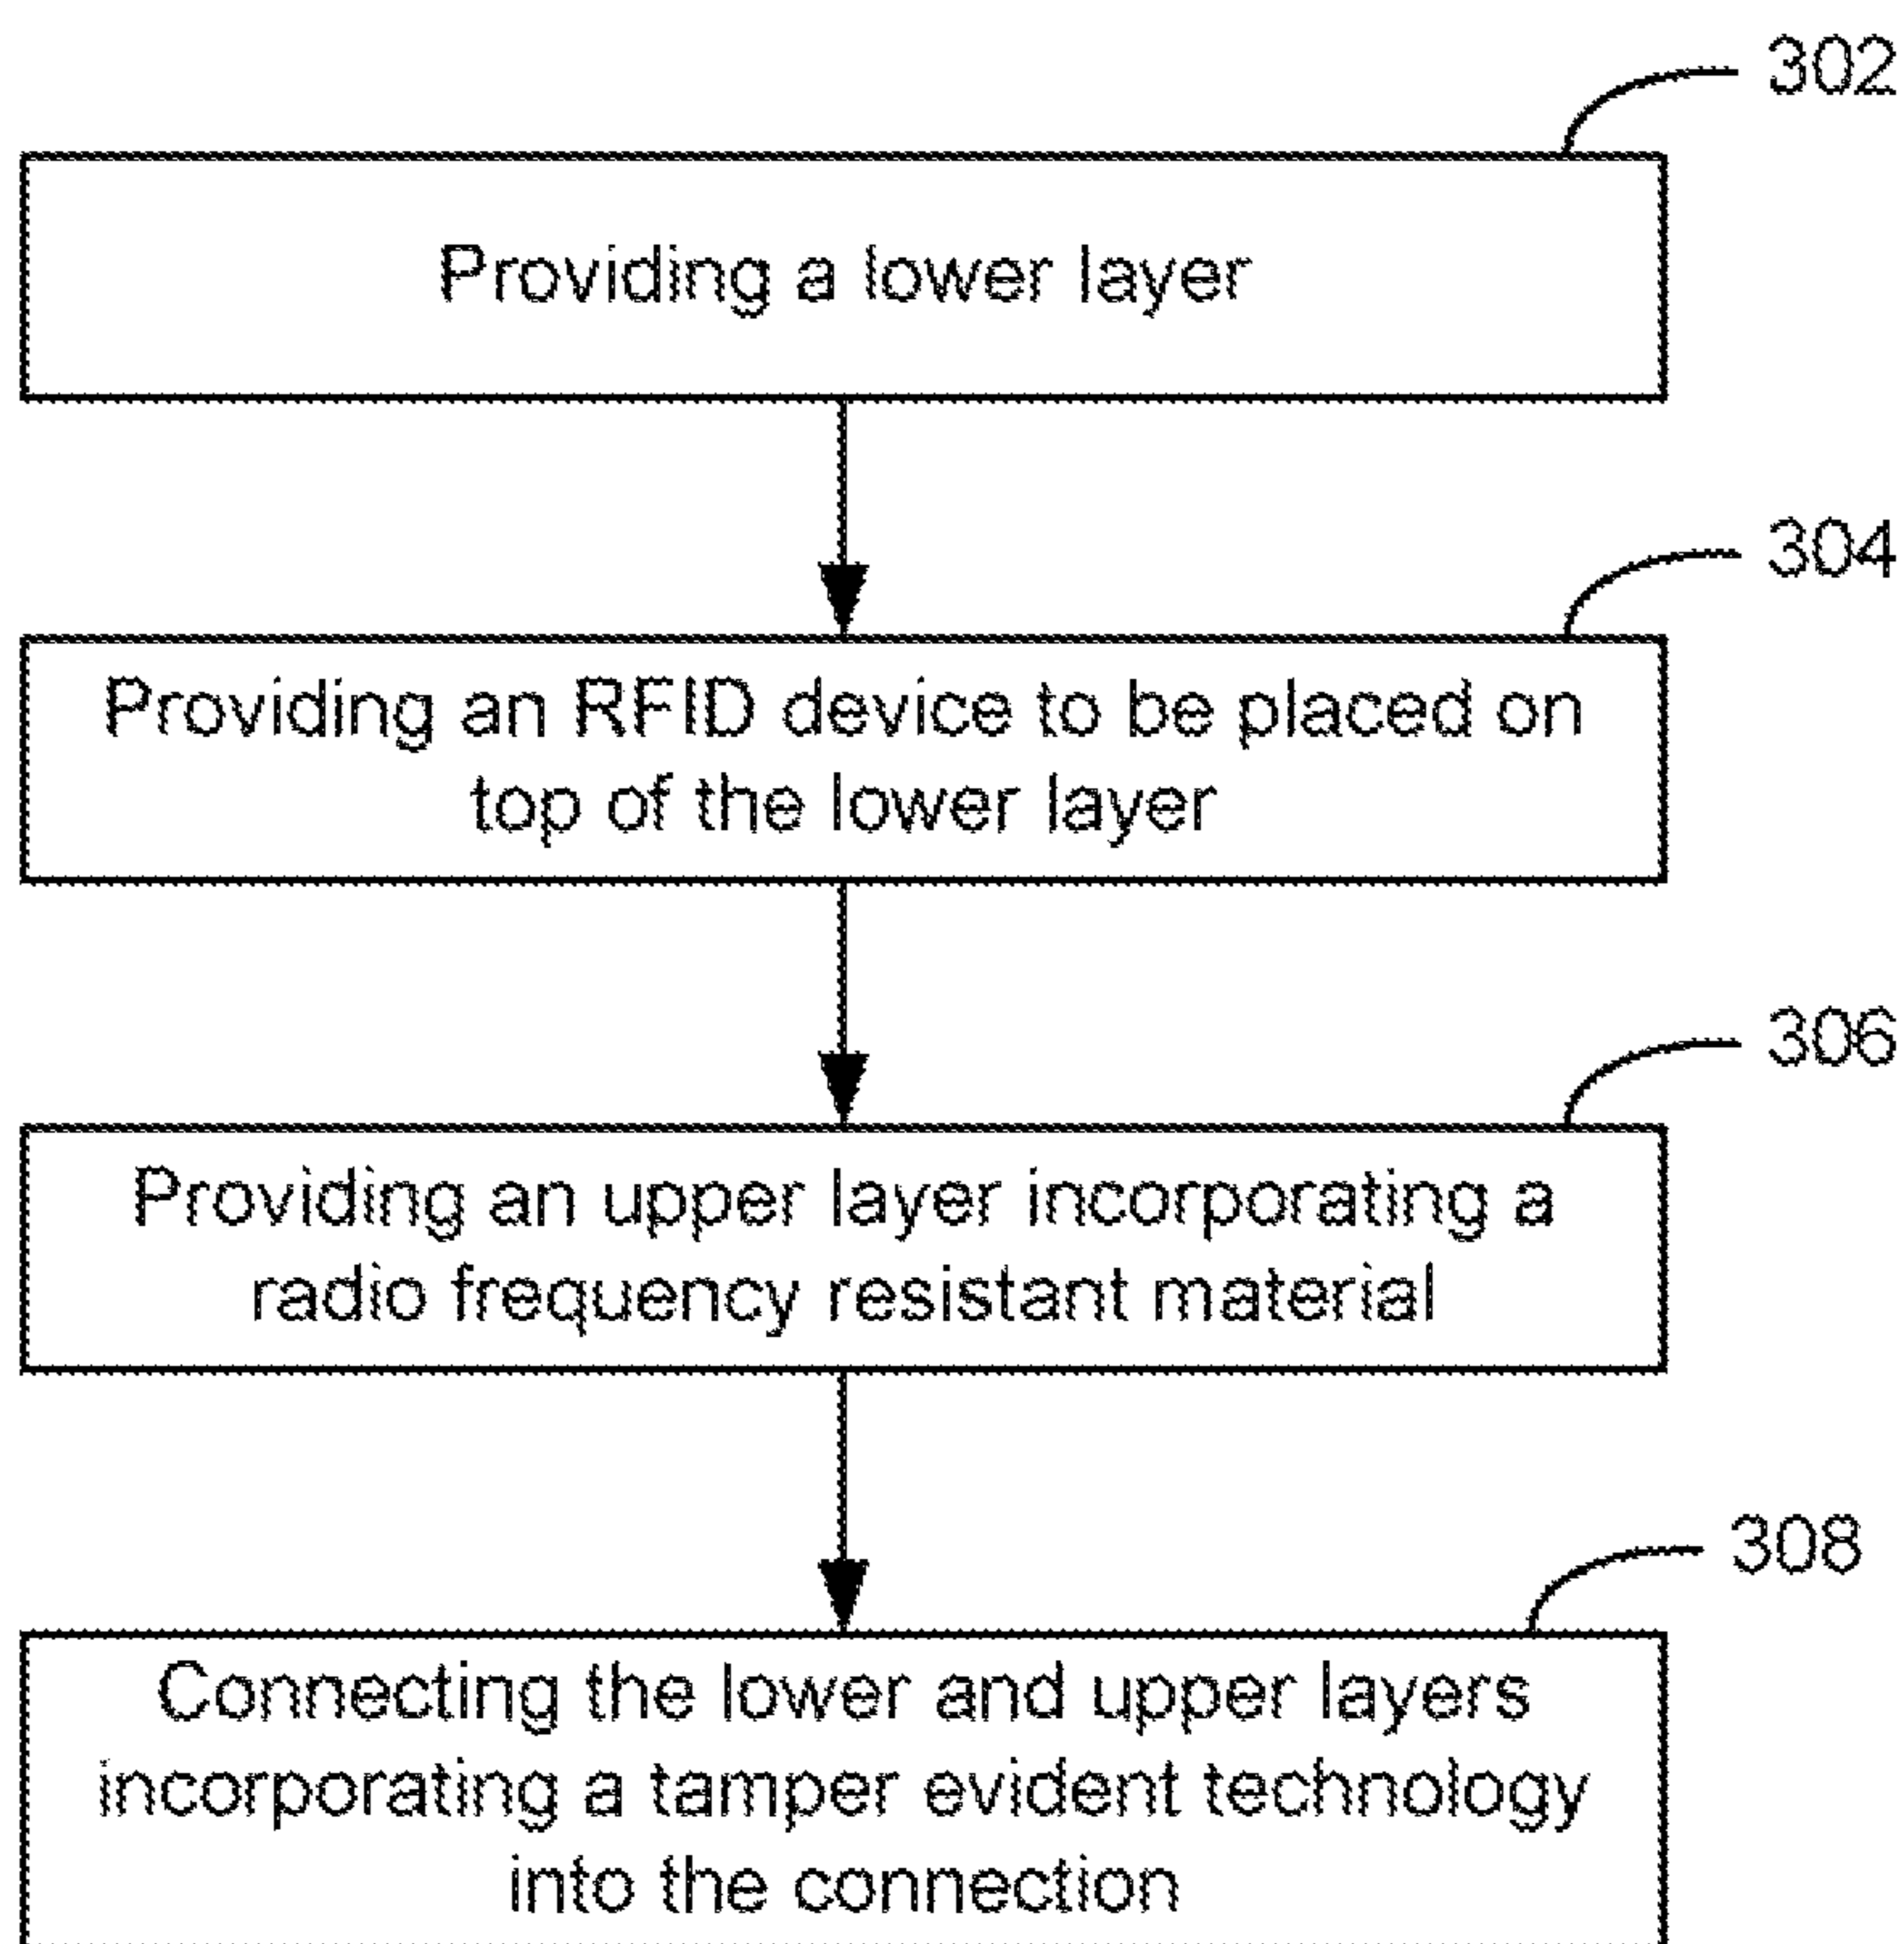 302
Providing a lower layer
304
Providing an RFID device to be placed on
top of the lower layer
306
Providing an upper layer incorporating a
radio frequency resistant material
308
Connecting the lower and upper layers
incorporating a tamper evident technology
into the connection